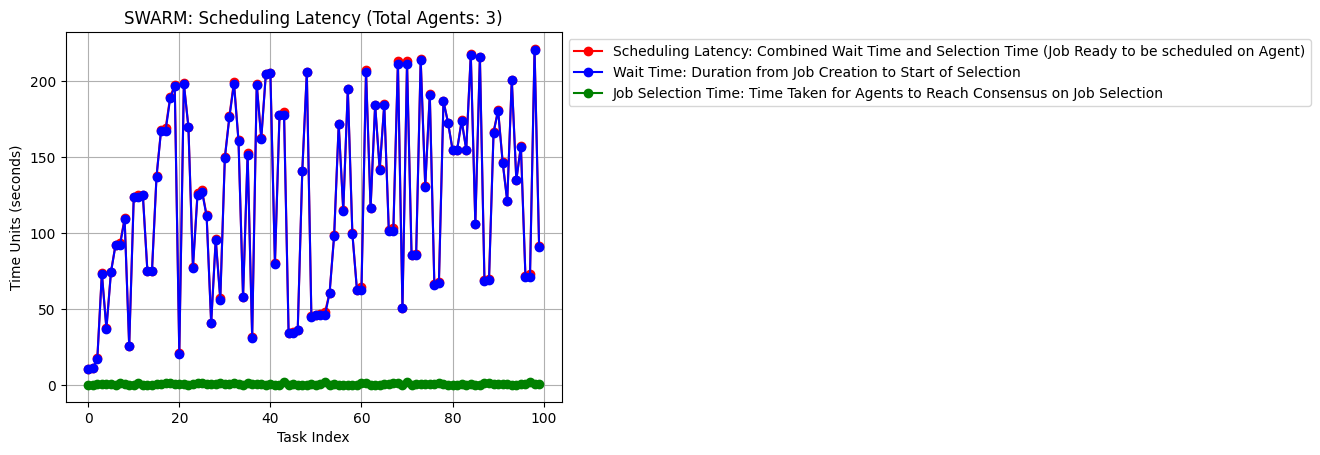 SWARM: Scheduling Latency (Total Agents: 3)
Scheduling Latency: Combined Wait Time and Selection Time (Job Ready to be scheduled on Agent)
Wait Time: Duration from Job Creation to Start of Selection
Job Selection Time: Time Taken for Agents to Reach Consensus on Job Selection
Time Units (seconds)
200
150
100
50
0
0 20 40 60 80 100
Task Index